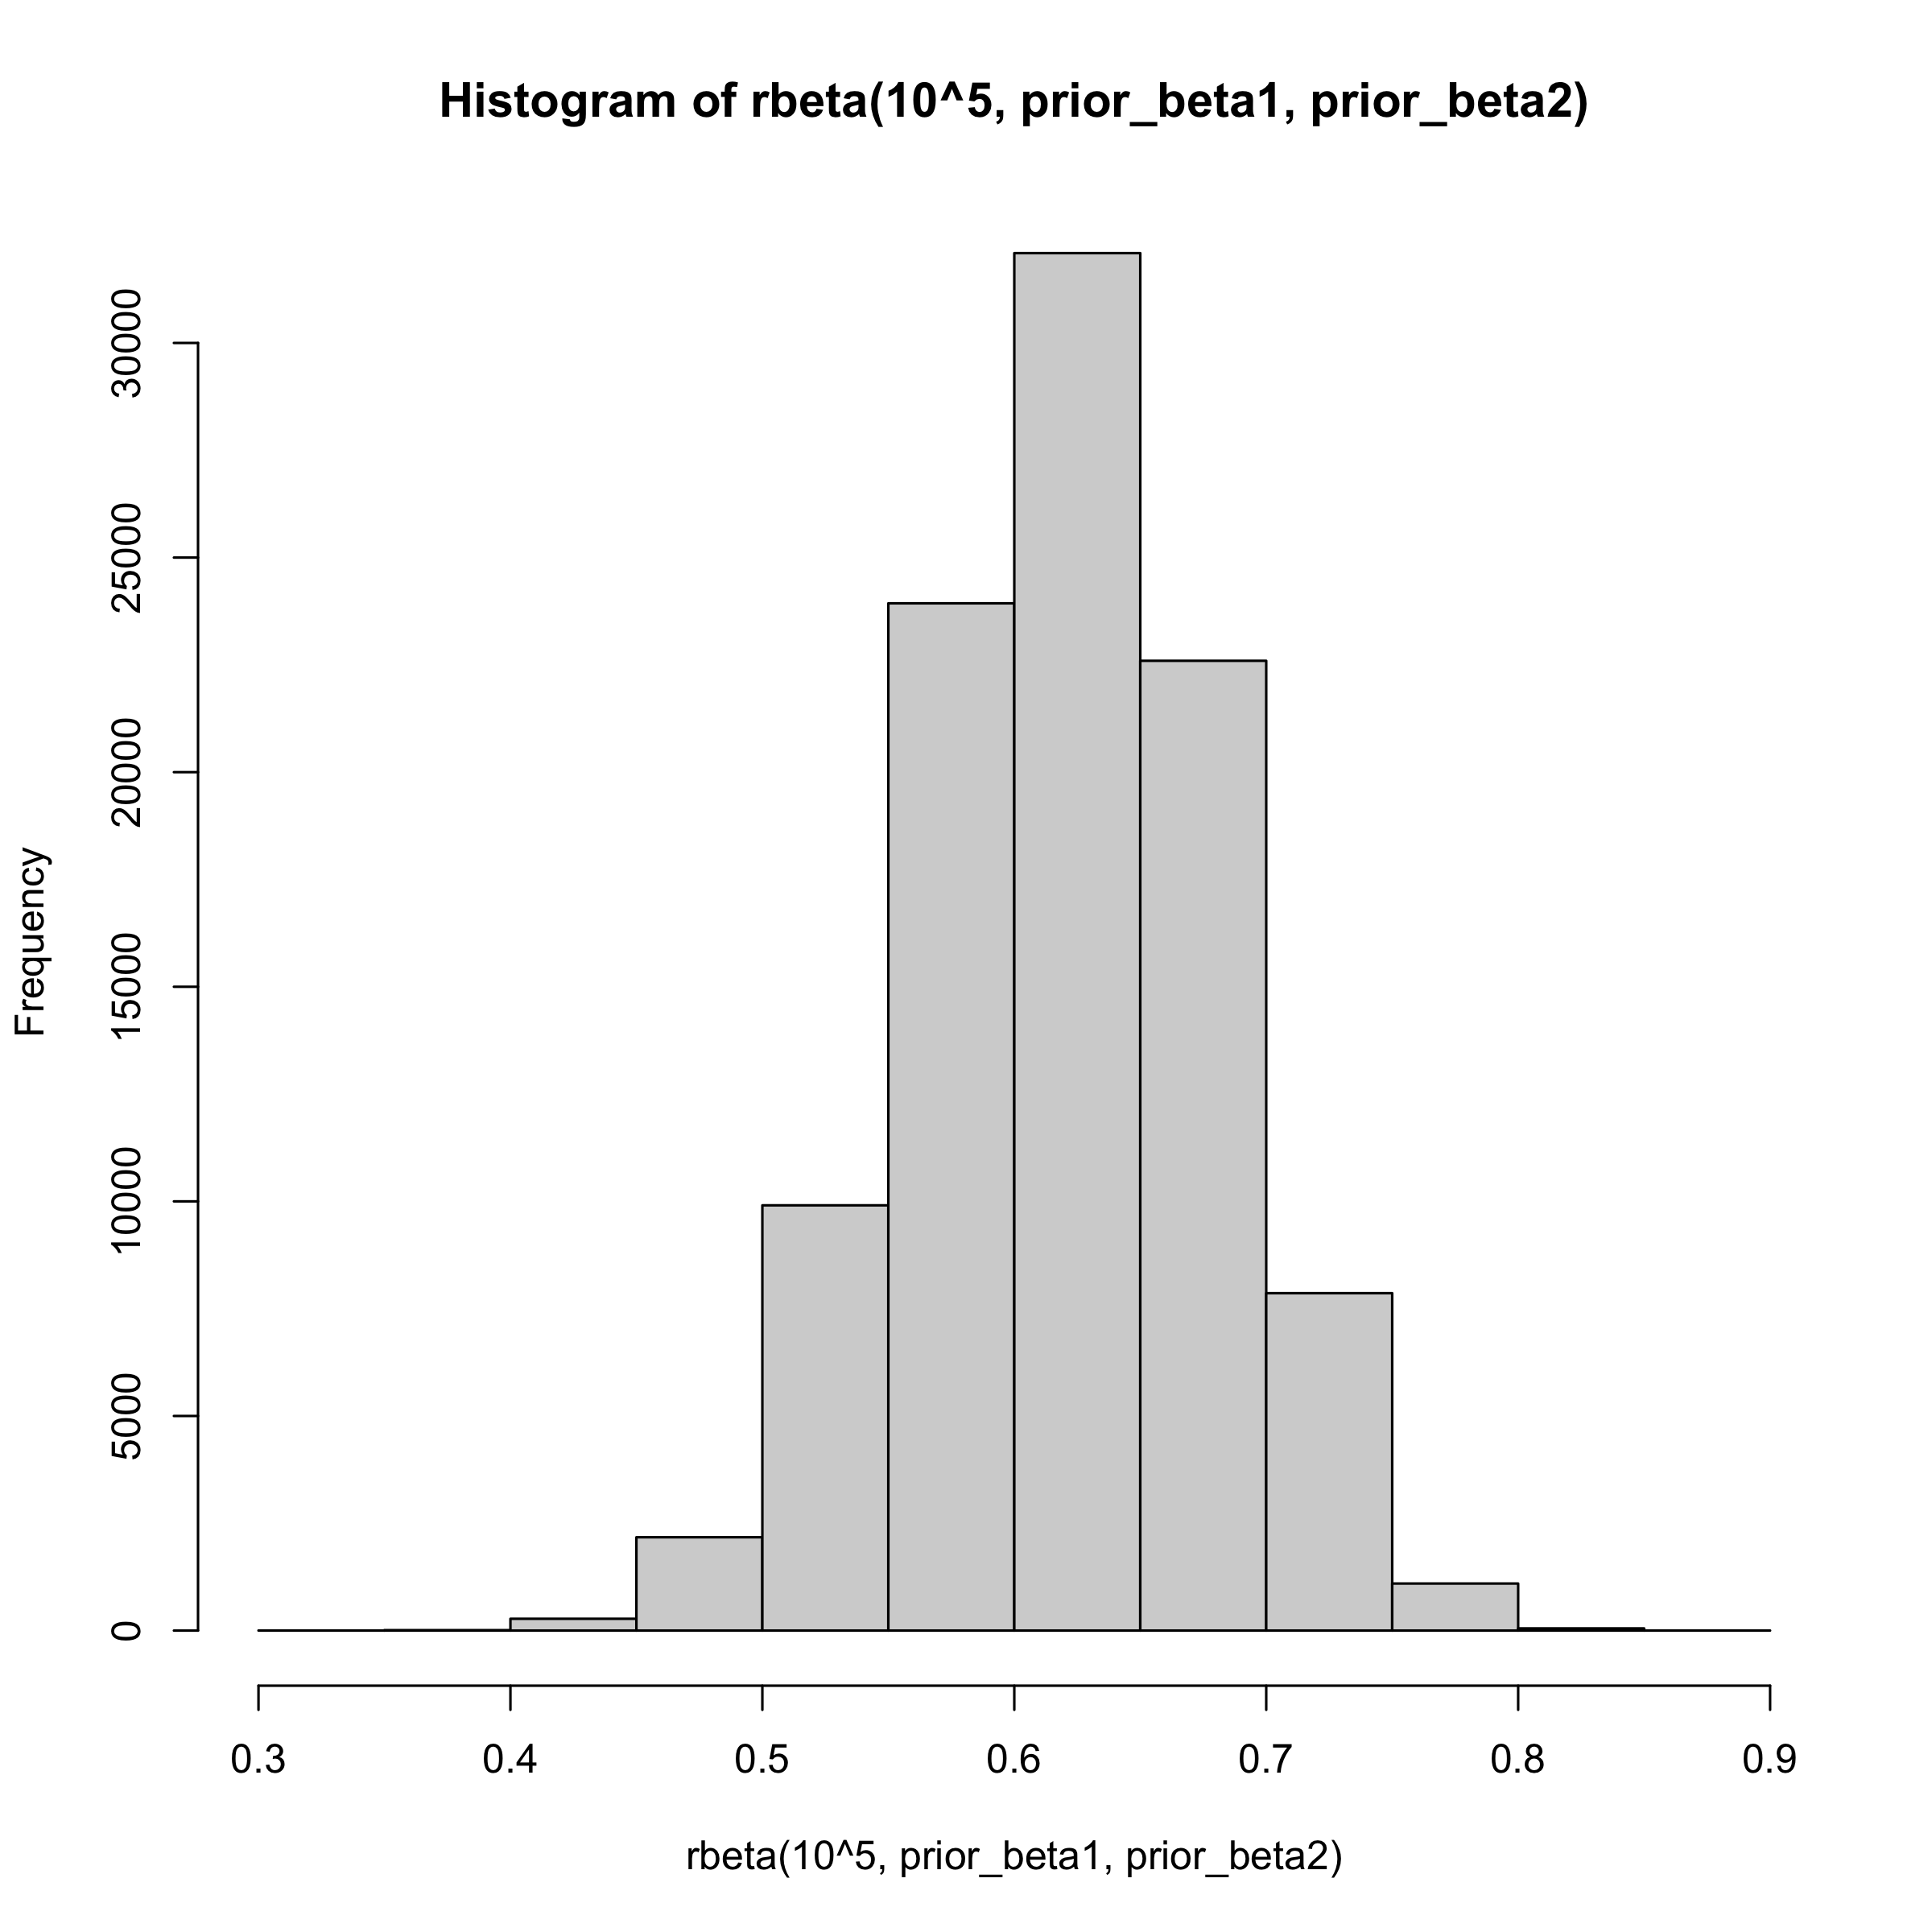 Histogram of rbeta(10^5, prior_beta1, prior_beta2)
Frequency
30000
25000
20000
15000
10000
5000
0
0.3 0.4 0.5 0.6 0.7 0.8 0.9
rbeta(10^5, prior_beta1, prior_beta2)